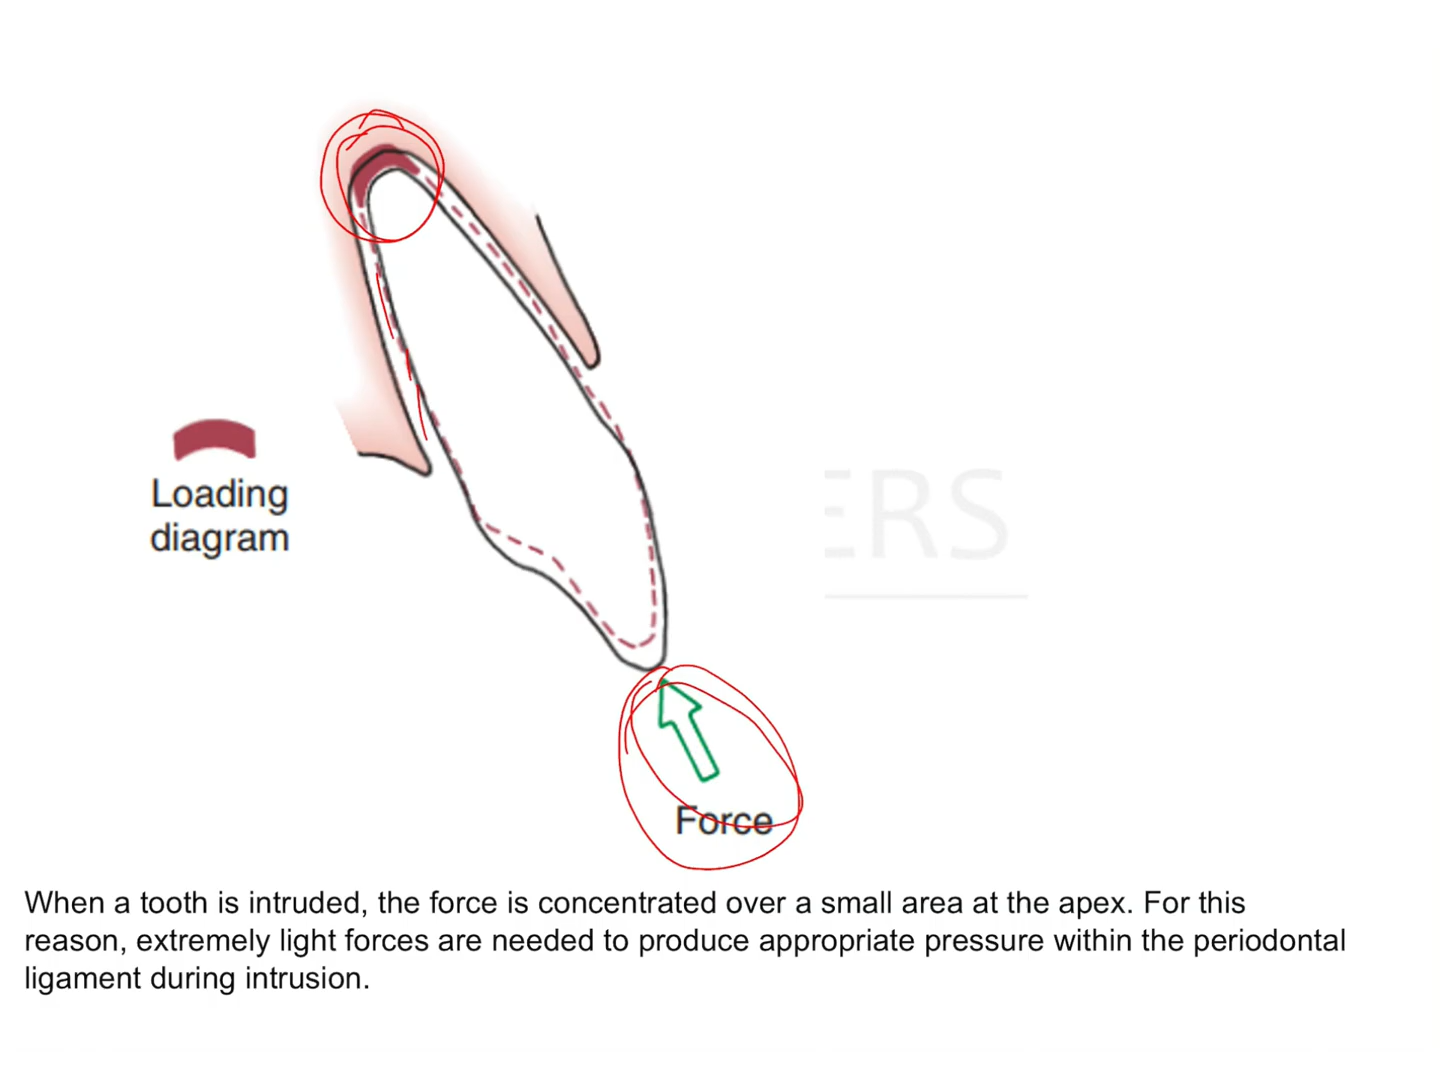 ERS
Loading
diagram
Force
When a tooth is intruded, the force is concentrated over a small area at the apex. For this
reason, extremely light forces are needed to produce appropriate pressure within the periodontal
ligament during intrusion.